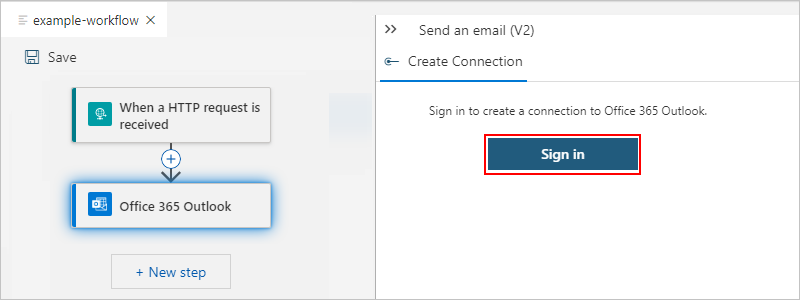 example-workflow
Save
When a HTTP request is
received
Office 365 Outlook
+ New step
Send an email (V2)
Create Connection
Sign in to create a connection to Office 365 Outlook.
Sign in